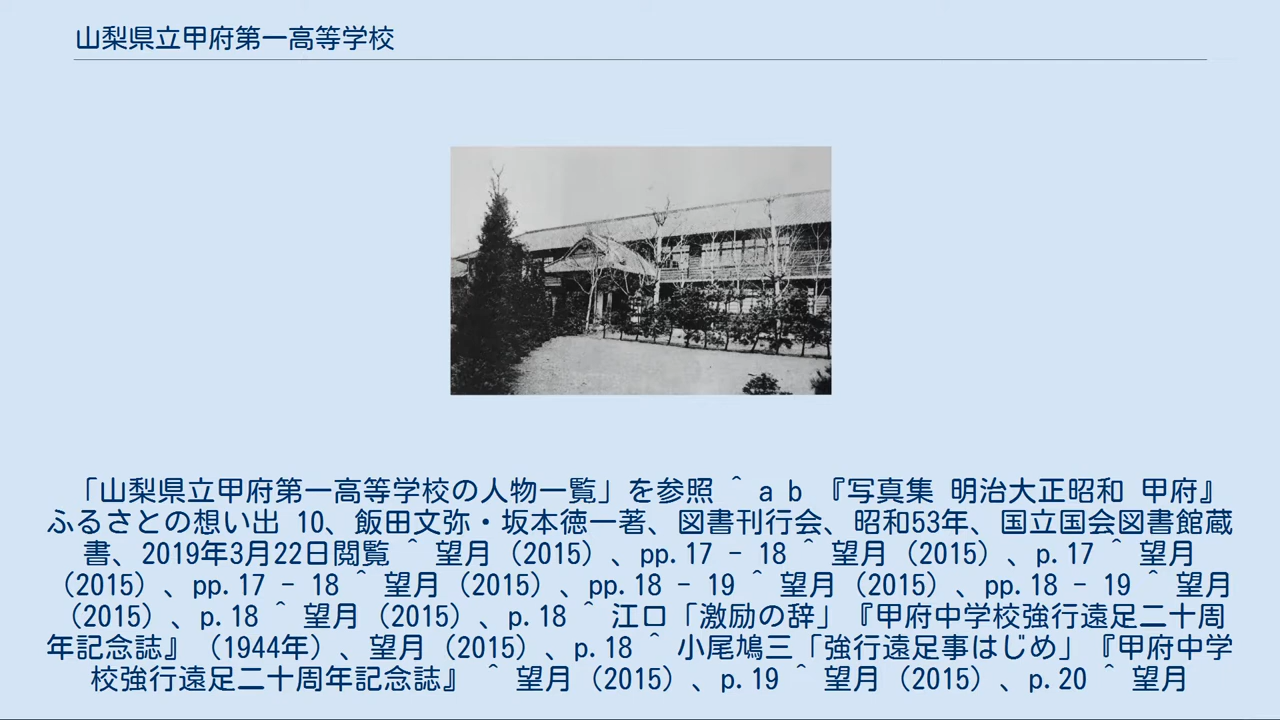 山梨県立甲府第一高等学校
「山梨県立甲府第一高等学校の人物一覧」を参照 ^ a b 『写真集 明治大正昭和 甲府』
ふるさとの想い出 10、飯田文弥・坂本徳一著、図書刊行会、昭和53年、国立国会図書館蔵
書、2019年3月22日閲覧 ^ 望月（2015）、pp.17 - 18 ^ 望月（2015）、p.17 ^ 望月
（2015）、pp.17 - 18 ^ 望月（2015）、pp.18 - 19 ^ 望月（2015）、pp.18 - 19 ^ 望月
（2015）、p.18 ^ 望月（2015）、p.18 ^ 江口「激励の辞」『甲府中学校強行遠足二十周
年記念誌』（1944年）、望月（2015）、p.18 ^ 小尾鳩三「強行遠足事はじめ」『甲府中学
校強行遠足二十周年記念誌』 ^ 望月（2015）、p.19 ^ 望月（2015）、p.20 ^ 望月